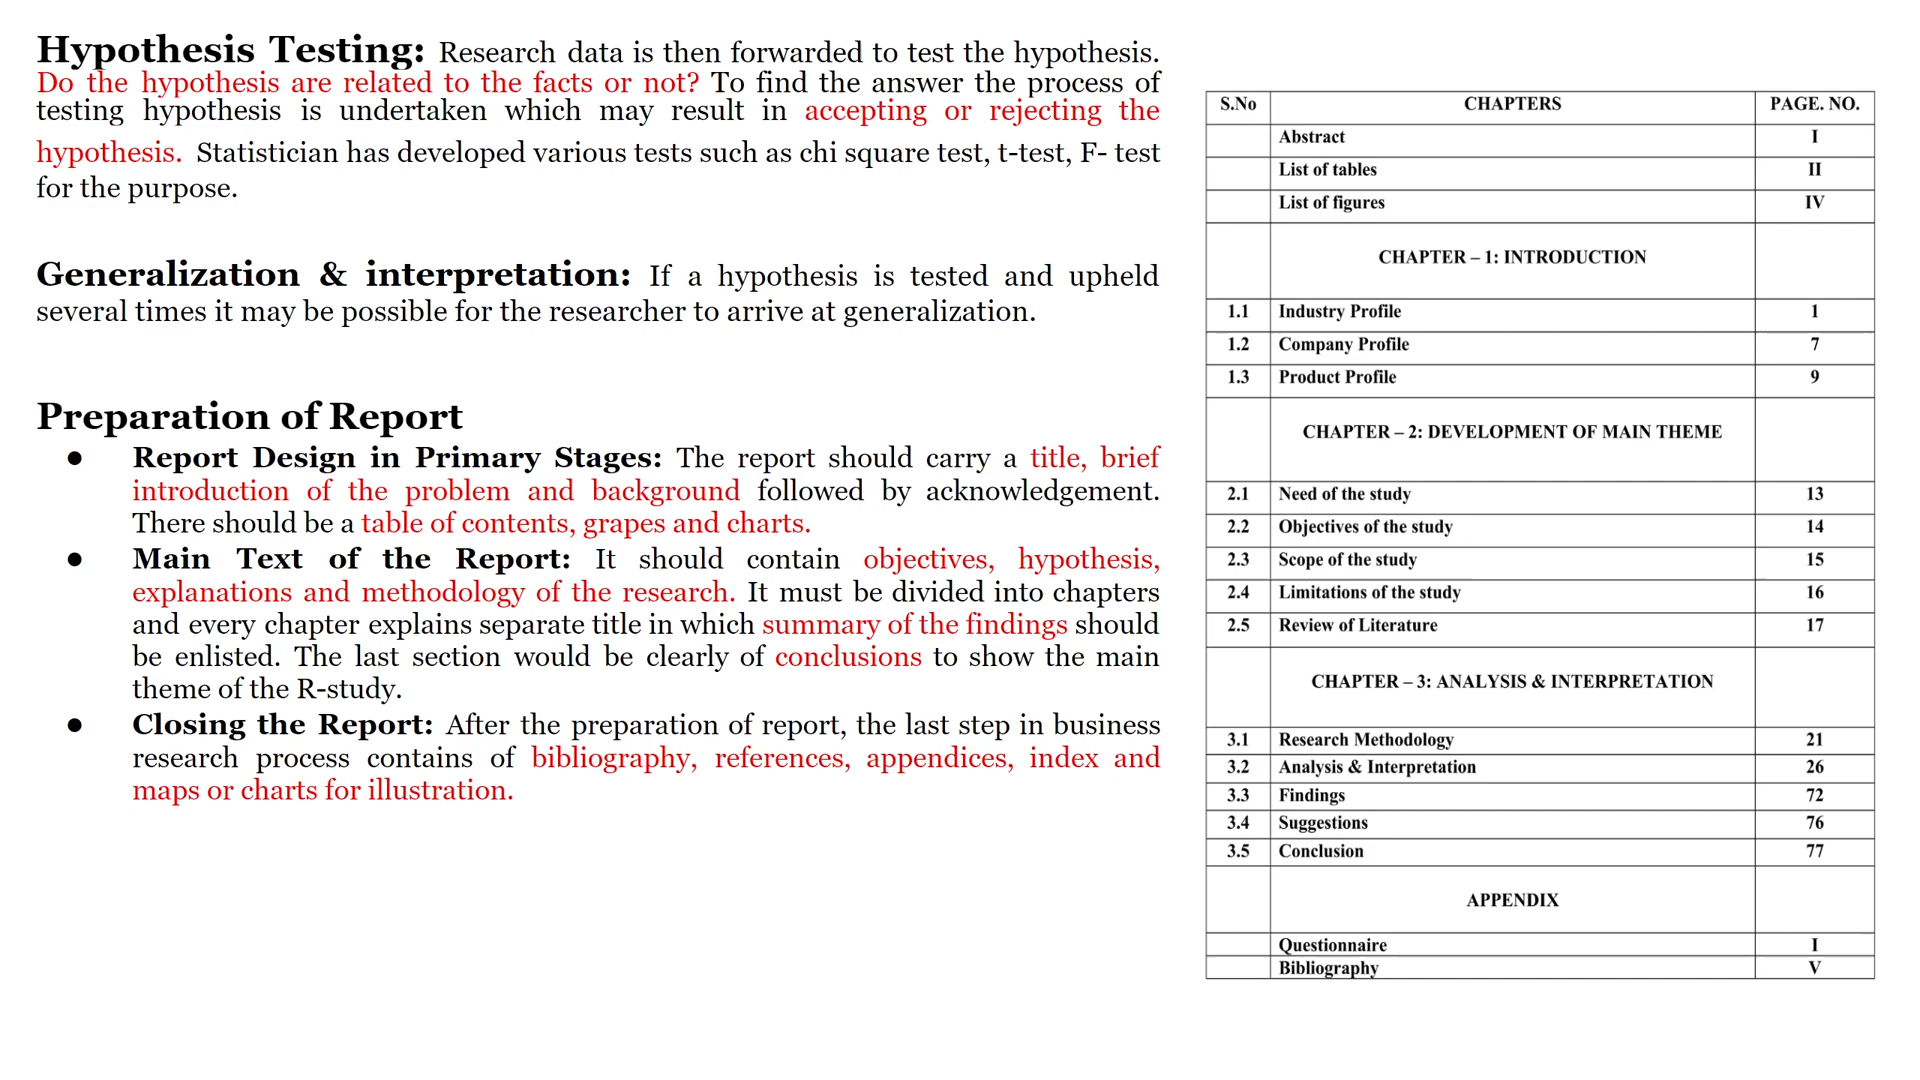 Hypothesis Testing: Research data is then forwarded to test the hypothesis.
Do the hypothesis are related to the facts or not? To find the answer the process of
testing hypothesis is undertaken which may result in accepting or rejecting the
hypothesis. Statistician has developed various tests such as chi square test, t-test, F- test
for the purpose.
Generalization & interpretation: If a hypothesis is tested and upheld
several times it may be possible for the researcher to arrive at generalization.
Preparation of Report
● Report Design in Primary Stages: The report should carry a title, brief
introduction of the problem and background followed by acknowledgement.
There should be a table of contents, grapes and charts.
● Main Text of the Report: It should contain objectives, hypothesis,
explanations and methodology of the research. It must be divided into chapters
and every chapter explains separate title in which summary of the findings should
be enlisted. The last section would be clearly of conclusions to show the main
theme of the R-study.
● Closing the Report: After the preparation of report, the last step in business
research process contains of bibliography, references, appendices, index and
maps or charts for illustration.
S.No CHAPTERS PAGE. NO.
Abstract I
List of tables II
List of figures IV
CHAPTER – 1: INTRODUCTION
1.1 Industry Profile 1
1.2 Company Profile 7
1.3 Product Profile 9
CHAPTER – 2: DEVELOPMENT OF MAIN THEME
2.1 Need of the study 13
2.2 Objectives of the study 14
2.3 Scope of the study 15
2.4 Limitations of the study 16
2.5 Review of Literature 17
CHAPTER – 3: ANALYSIS & INTERPRETATION
3.1 Research Methodology 21
3.2 Analysis & Interpretation 26
3.3 Findings 72
3.4 Suggestions 76
3.5 Conclusion 77
APPENDIX
Questionnaire I
Bibliography V